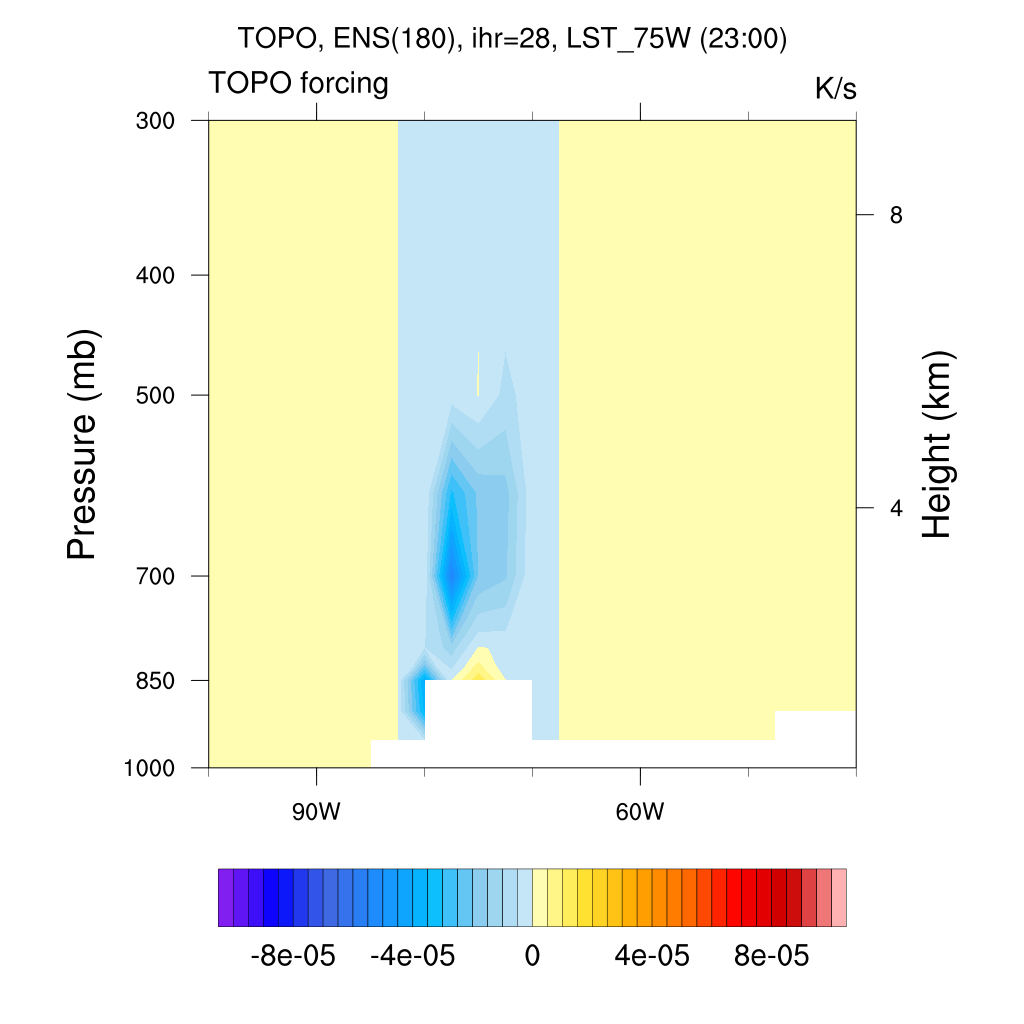 TOPO, ENS(180), ihr=28, LST_75W (23:00)
TOPO forcing
K/s
300
400
500
700
850
1000
Pressure (mb)
8
4
Height (km)
90W
60W
-8e-05
-4e-05
0
4e-05
8e-05